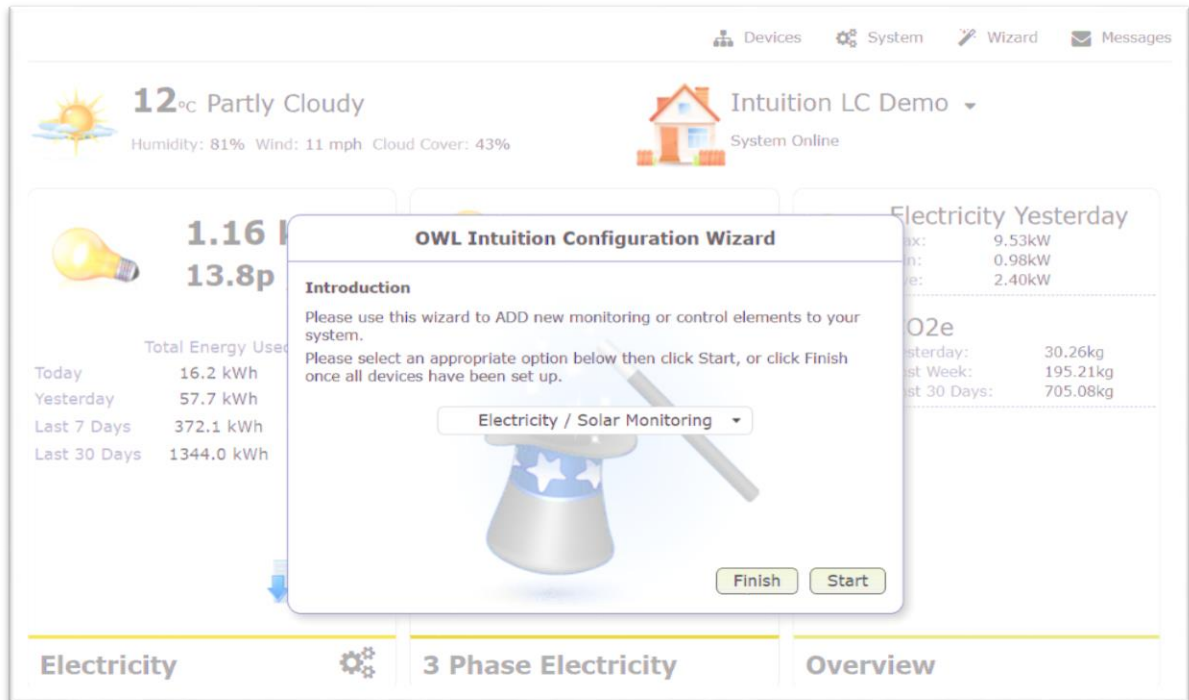 Devices System Wizard Messages
12°C Partly Cloudy
Humidity: 81% Wind: 11 mph Cloud Cover: 43%
Intuition LC Demo
System Online
1.16
13.8p
Total Energy Used
Today 16.2 kWh
Yesterday 57.7 kWh
Last 7 Days 372.1 kWh
Last 30 Days 1344.0 kWh
OWL Intuition Configuration Wizard
Introduction
Please use this wizard to ADD new monitoring or control elements to your
system.
Please select an appropriate option below then click Start, or click Finish
once all devices have been set up.
Electricity / Solar Monitoring
Finish Start
Electricity Yesterday
9.53kW
0.98kW
2.40kW
30.26kg
195.21kg
30 Days: 705.08kg
Electricity
3 Phase Electricity
Overview